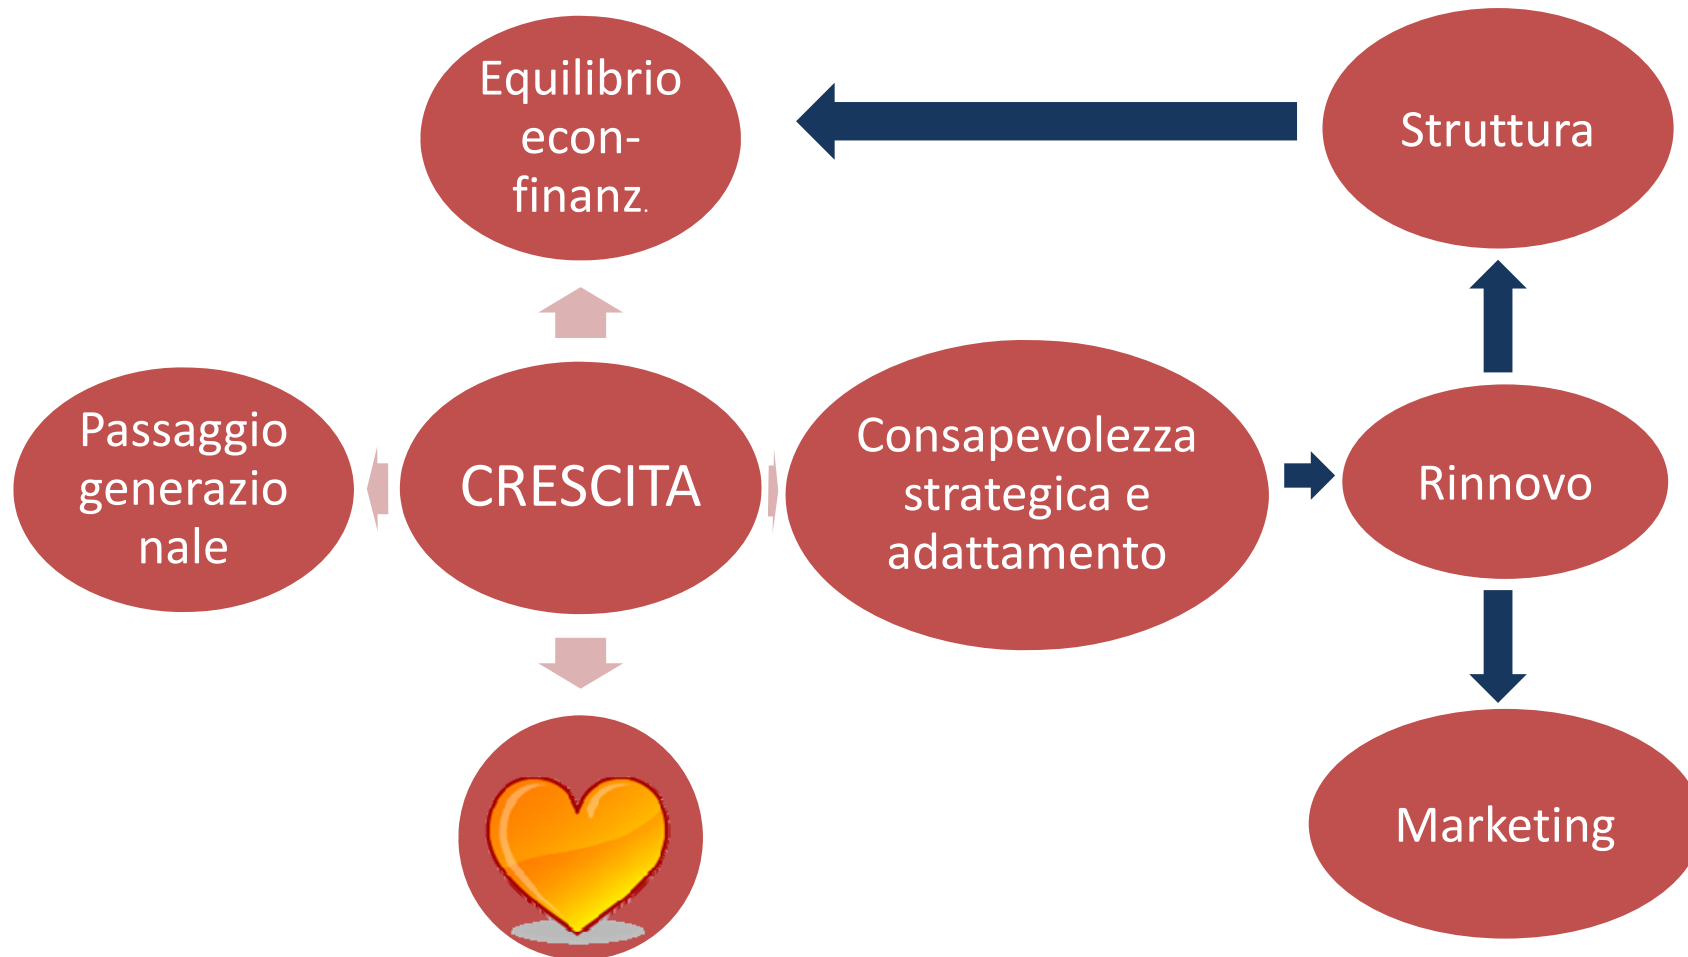 Equilibrio
econ-
finanz.
Struttura
Passaggio
generazio
nale
CRESCITA
Consapevolezza
strategica e
adattamento
Rinnovo
Marketing